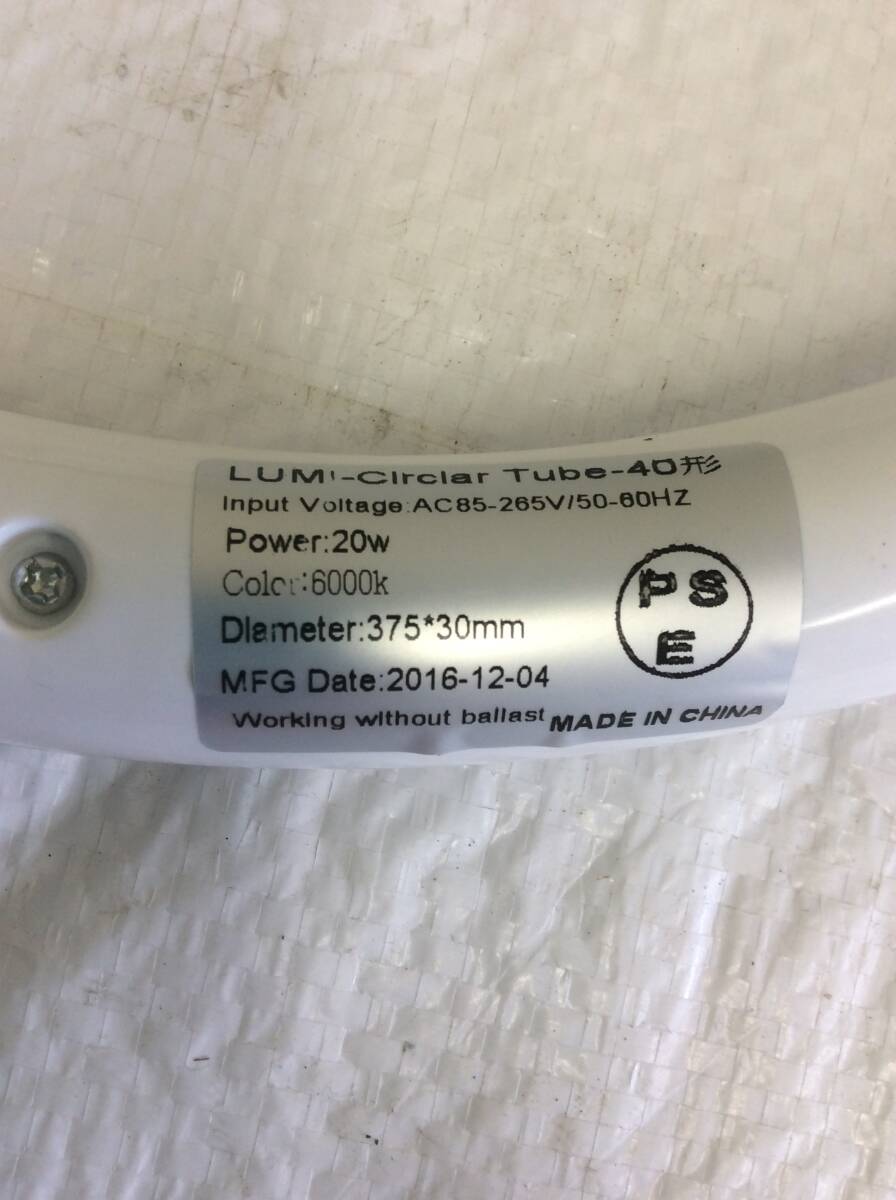 LUMI-Circlar Tube-40形
Input Voltage:AC85-265V/50-60HZ
Power:20w
Color:6000k
Diameter:375*30mm
MFG Date:2016-12-04
Working without ballast
MADE IN CHINA
PS
E